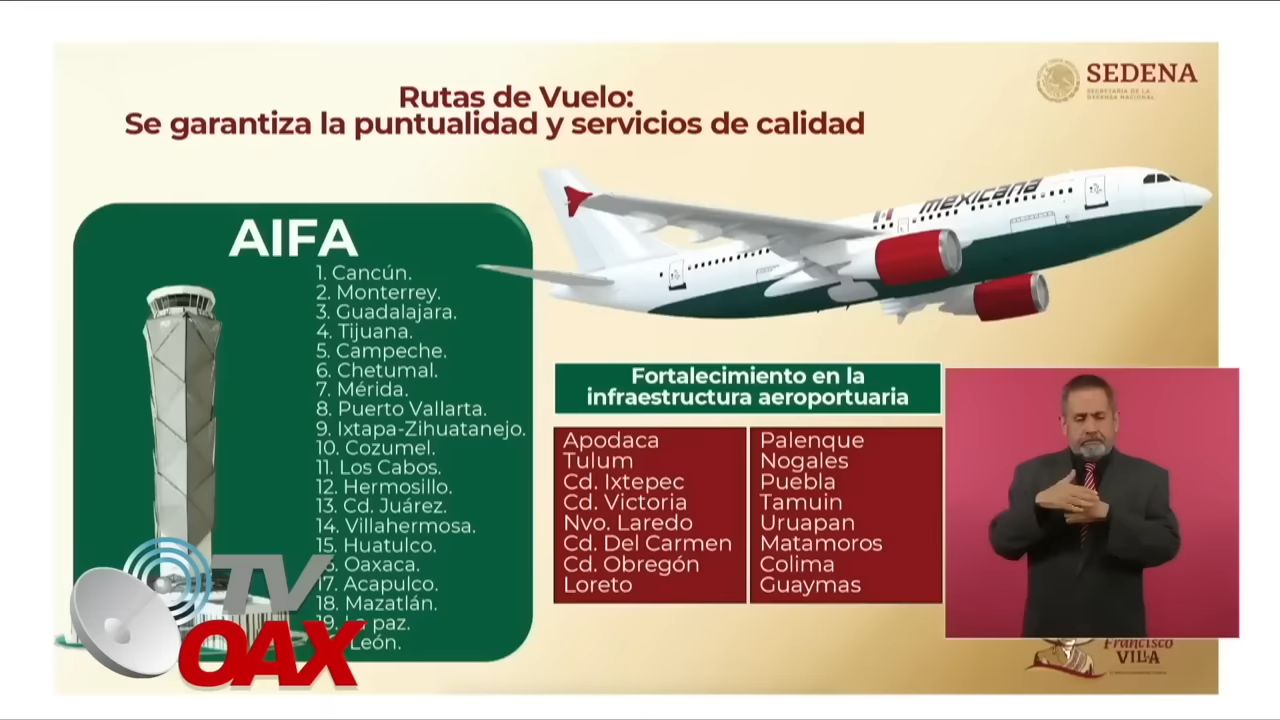 Rutas de Vuelo:
Se garantiza la puntualidad y servicios de calidad
SEDENA
SECRETARÍA DE LA
DEFENSA NACIONAL
mexicana
AIFA
1. Cancún.
2. Monterrey.
3. Guadalajara.
4. Tijuana.
5. Campeche.
6. Chetumal.
7. Mérida.
8. Puerto Vallarta.
9. Ixtapa-Zihuatanejo.
10. Cozumel.
11. Los Cabos.
12. Hermosillo.
13. Cd. Juárez.
14. Villahermosa.
15. Huatulco.
Oaxaca.
17. Acapulco.
18. Mazatlán.
19. La paz.
León.
Fortalecimiento en la
infraestructura aeroportuaria
Apodaca
Tulum
Cd. Ixtepec
Cd. Victoria
Nvo. Laredo
Cd. Del Carmen
Cd. Obregón
Loreto
Palenque
Nogales
Puebla
Tamuin
Uruapan
Matamoros
Colima
Guaymas
TV
OAX
Francisco
VILLA